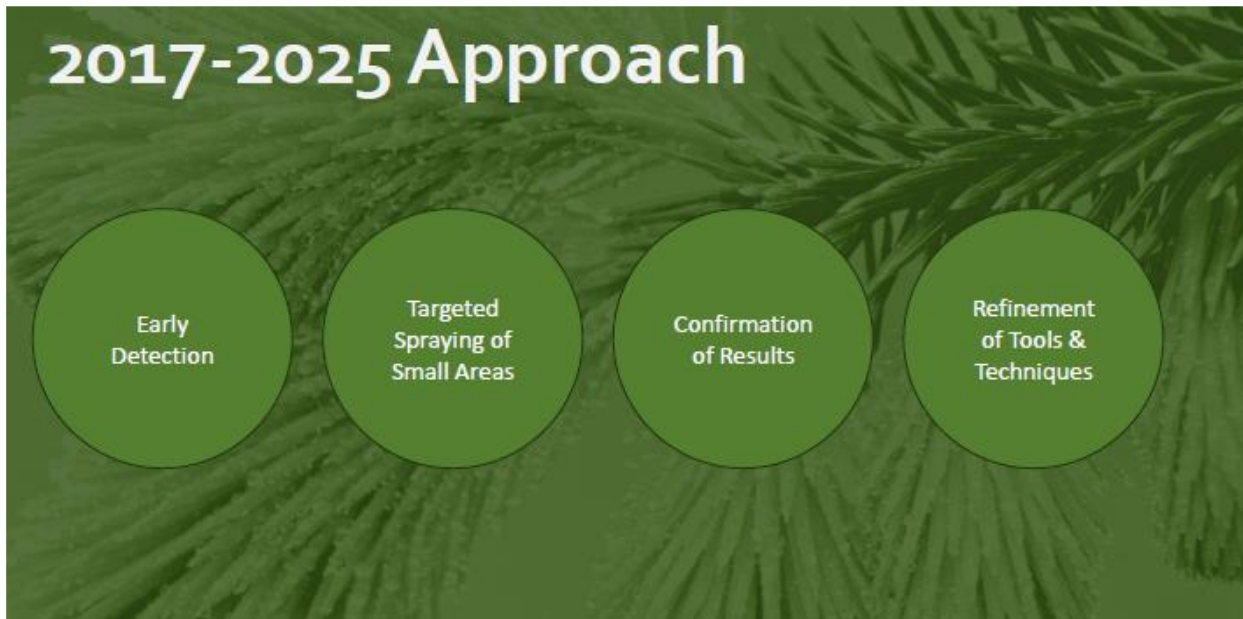 2017-2025 Approach
Early
Detection
Targeted
Spraying of
Small Areas
Confirmation
of Results
Refinement
of Tools &
Techniques